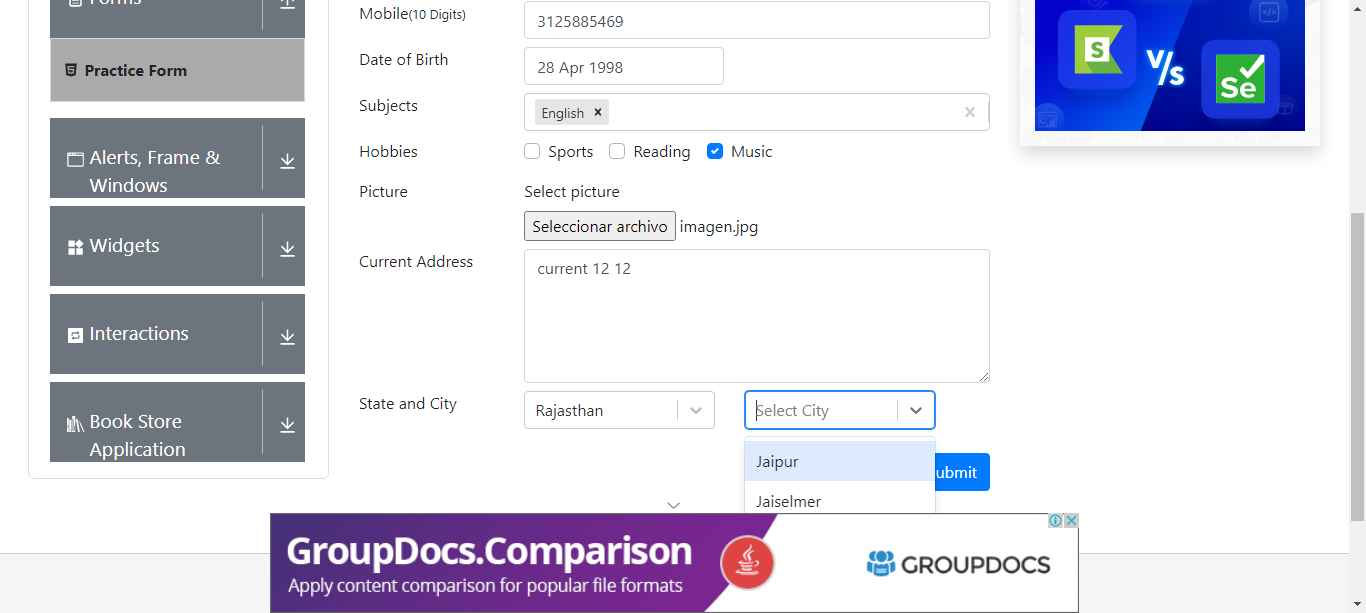 Forms
Practice Form
Alerts, Frame &
Windows
Widgets
Interactions
Book Store
Application
Mobile(10 Digits)
3125885469
Date of Birth
28 Apr 1998
Subjects
English
Hobbies
Sports
Reading
Music
Picture
Select picture
Seleccionar archivo imagen.jpg
Current Address
current 12 12
State and City
Rajasthan
Select City
Jaipur
Jaiselmer
ubmit
S
V/s
Se
GroupDocs.Comparison
Apply content comparison for popular file formats
GROUPDOCS